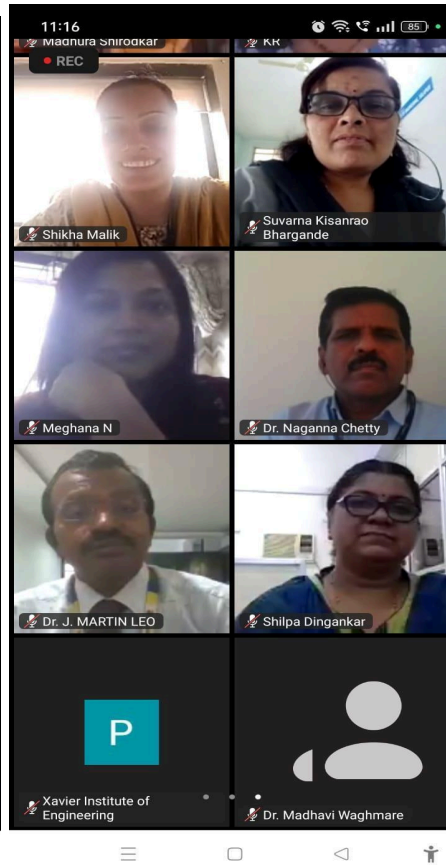 11:16
85
Madhura Shirodkar
KR
REC
Shikha Malik
Suvarna Kisanrao
Bhargande
Meghana N
Dr. Naganna Chetty
Dr. J. MARTIN LEO
Shilpa Dingankar
P
Xavier Institute of
Engineering
Dr. Madhavi Waghmare